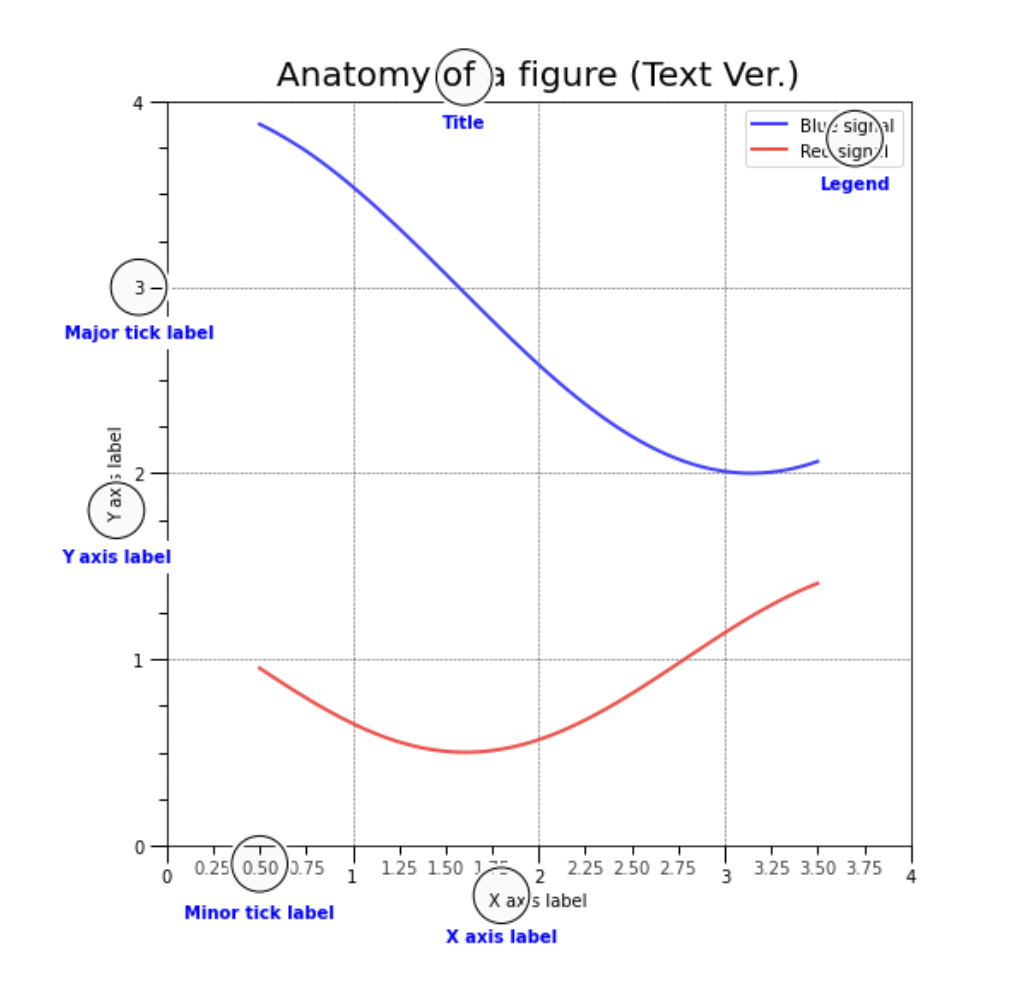 Anatomy of a figure (Text Ver.)
Title
4
Blue signal
Red signal
Legend
3
Major tick label
Y axis label
2
Y axis label
1
0
0.25 0.50 0.75 1.25 1.50 1.75 2.25 2.50 2.75 3.25 3.50 3.75
0 1 2 3 4
X axis label
Minor tick label
X axis label